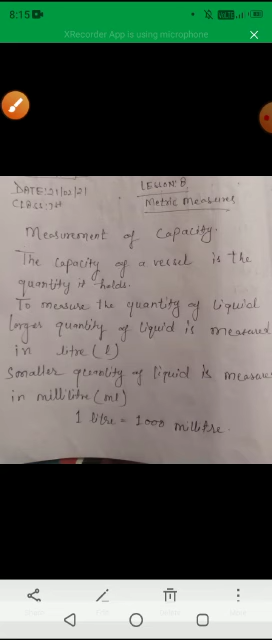 8:15
XRecorder App is using microphone
DATE: 21/02/21
LESSON: 8
Metric Measures
Measurement of Capacity.
The capacity of a vessel is the
quantity it holds.
To measure the quantity of liquid
larger quantity of liquid is measured
in litre (l)
Smaller quantity of liquid is measure
in millilitre (ml)
1 litre = 1000 millitre.